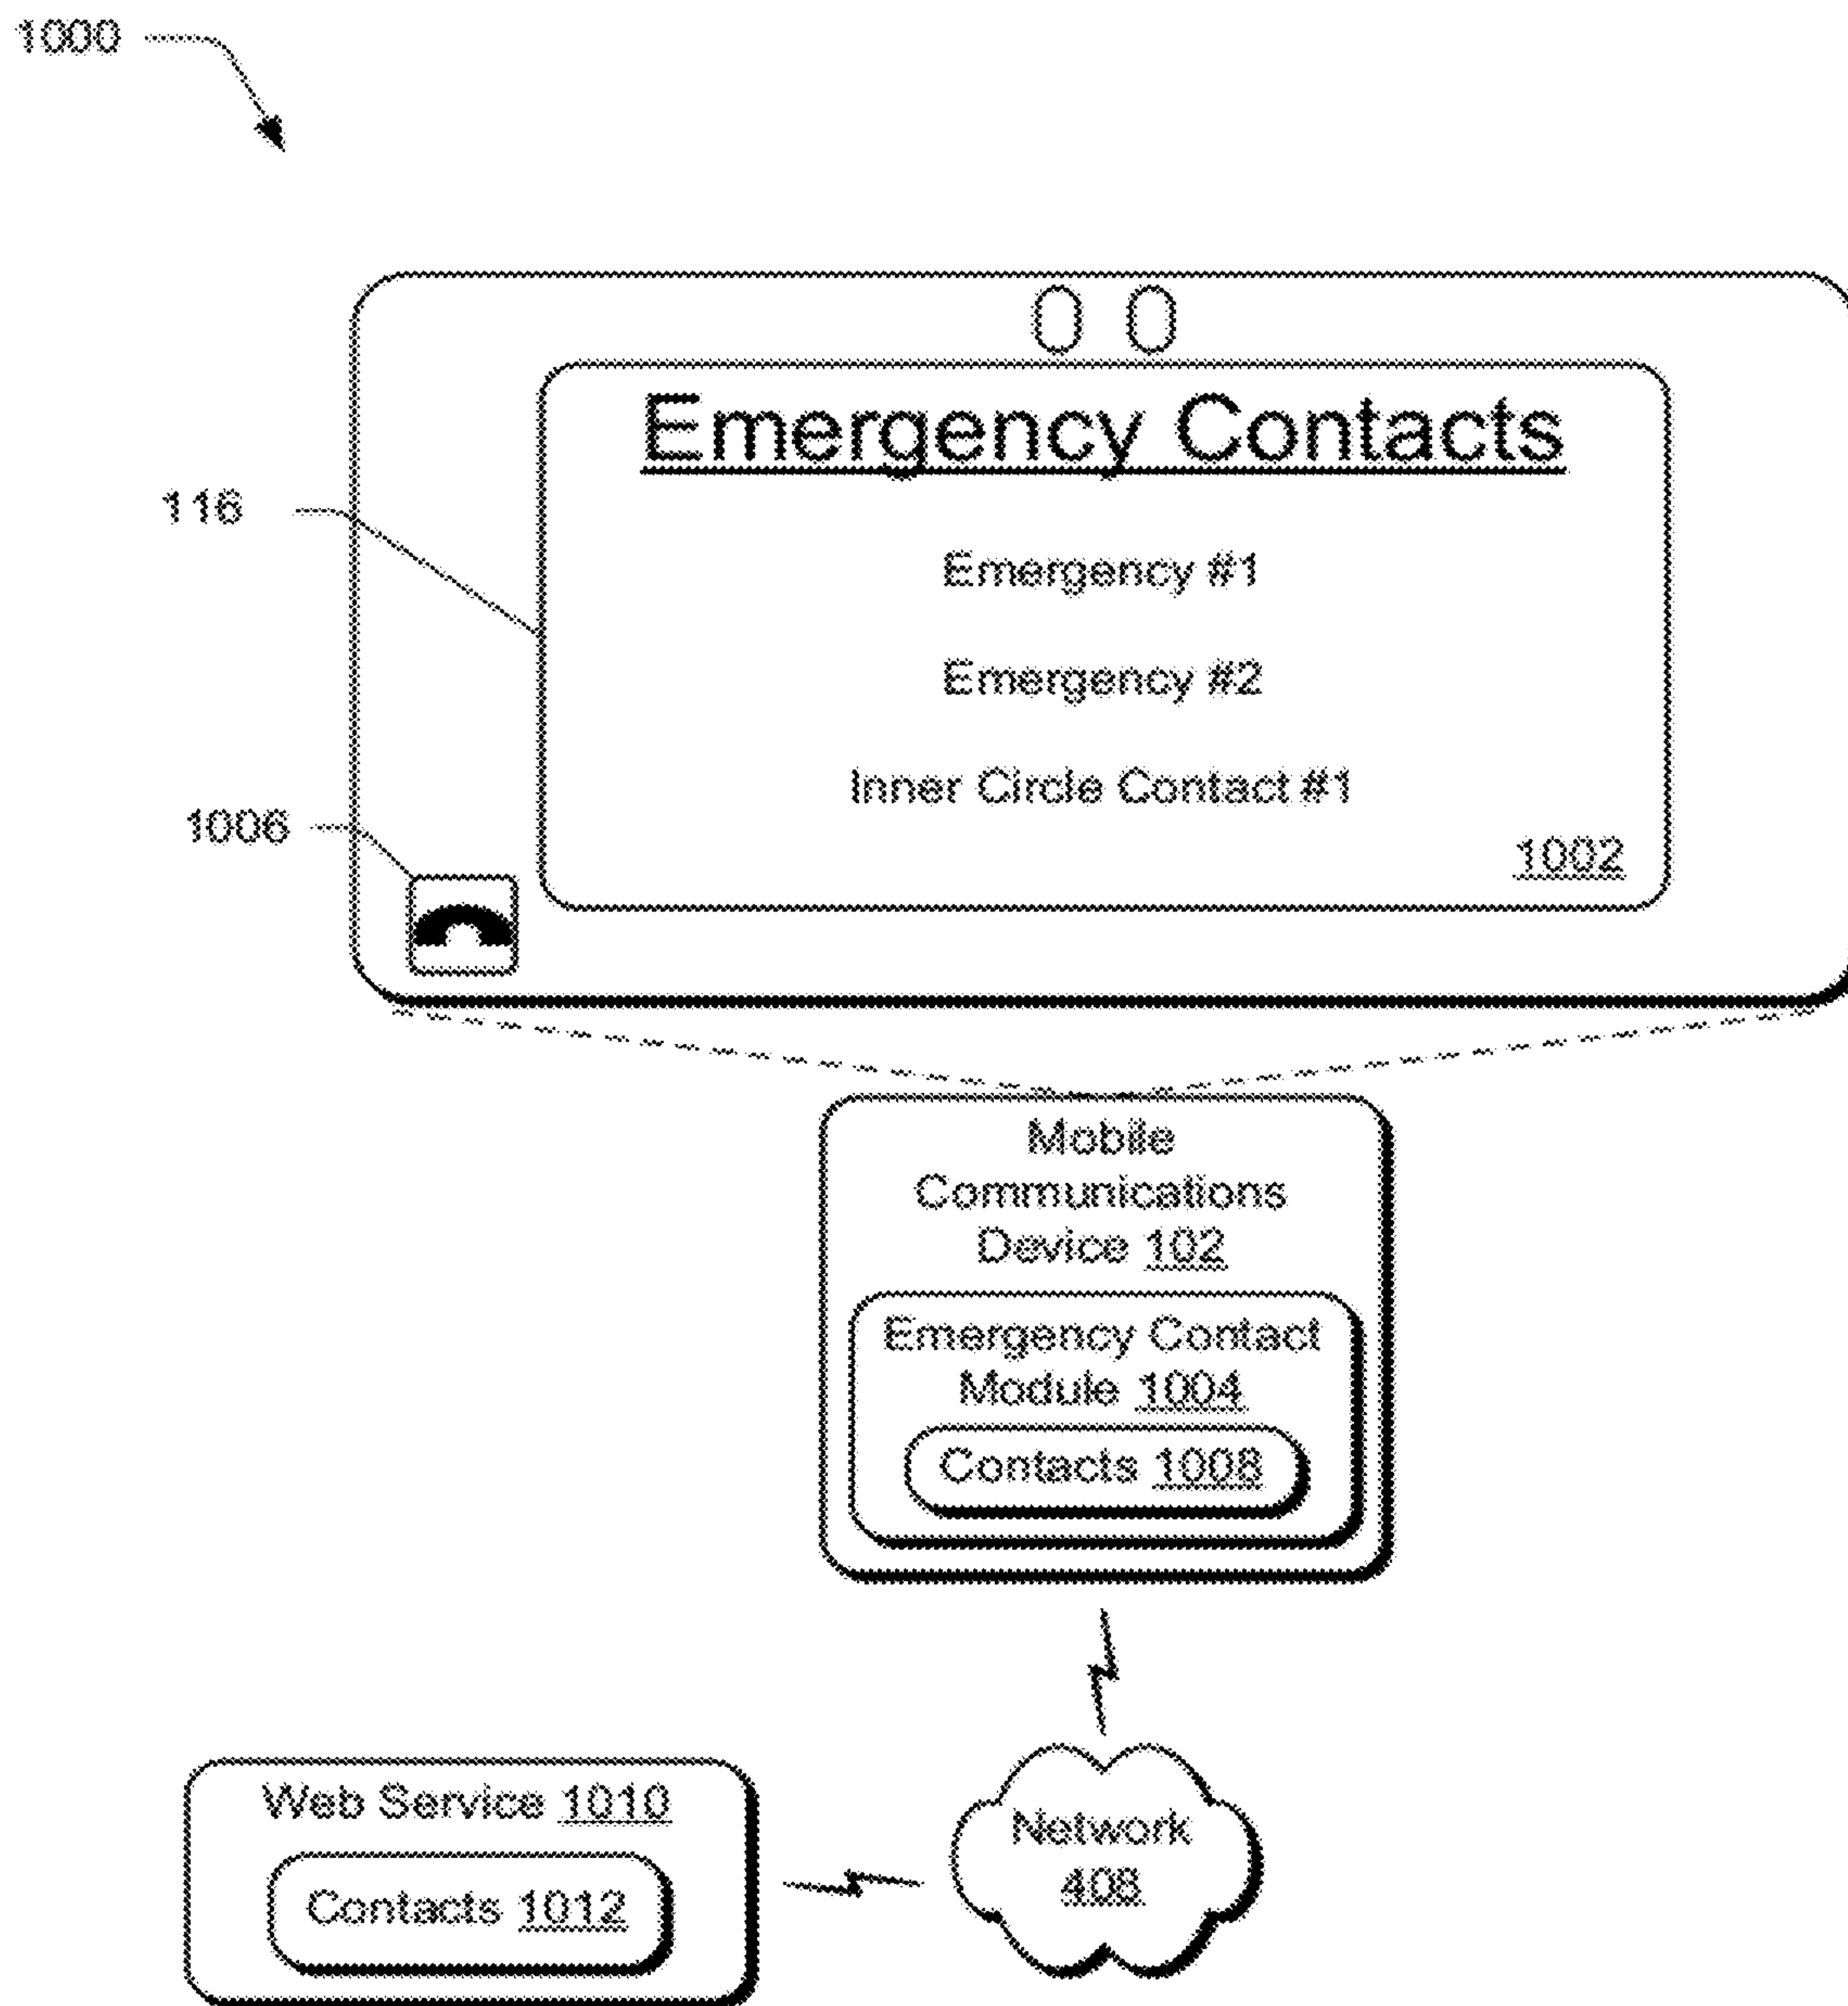 1000
Emergency Contacts
116
Emergency #1
Emergency #2
Inner Circle Contact #1
1006
1002
Mobile
Communications
Device 102
Emergency Contact
Module 1004
Contacts 1008
Web Service 1010
Network
408
Contacts 1012